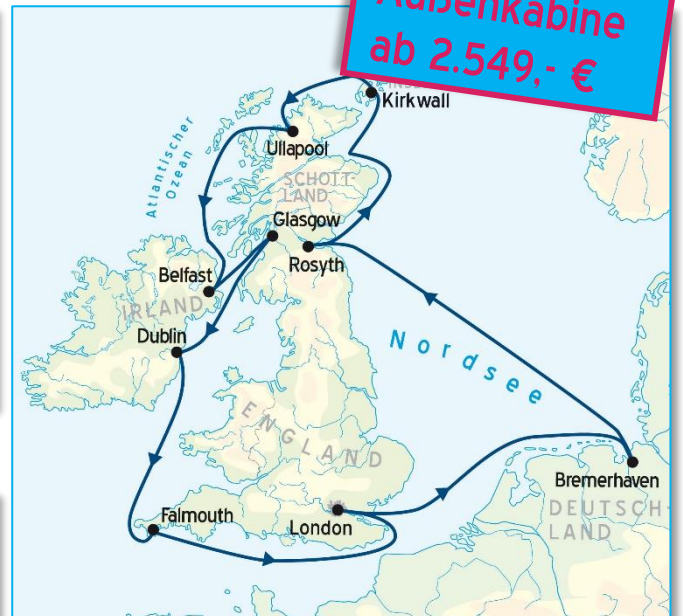 Außenkabine
ab 2.549,- €
Kirkwall
Ullapool
Atlantischer
Ozean
SCHOTT-
LAND
Glasgow
Rosyth
Belfast
IRLAND
Dublin
Nordsee
ENGLAND
Bremerhaven
DEUTSCH-
LAND
Falmouth
London